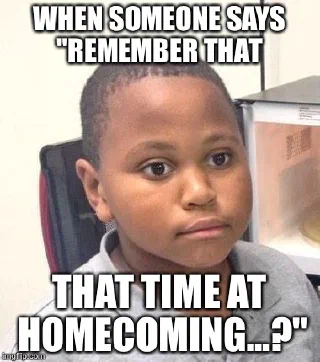 WHEN SOMEONE SAYS
"REMEMBER THAT
THAT TIME AT
HOMECOMING...?"
imgflip.com